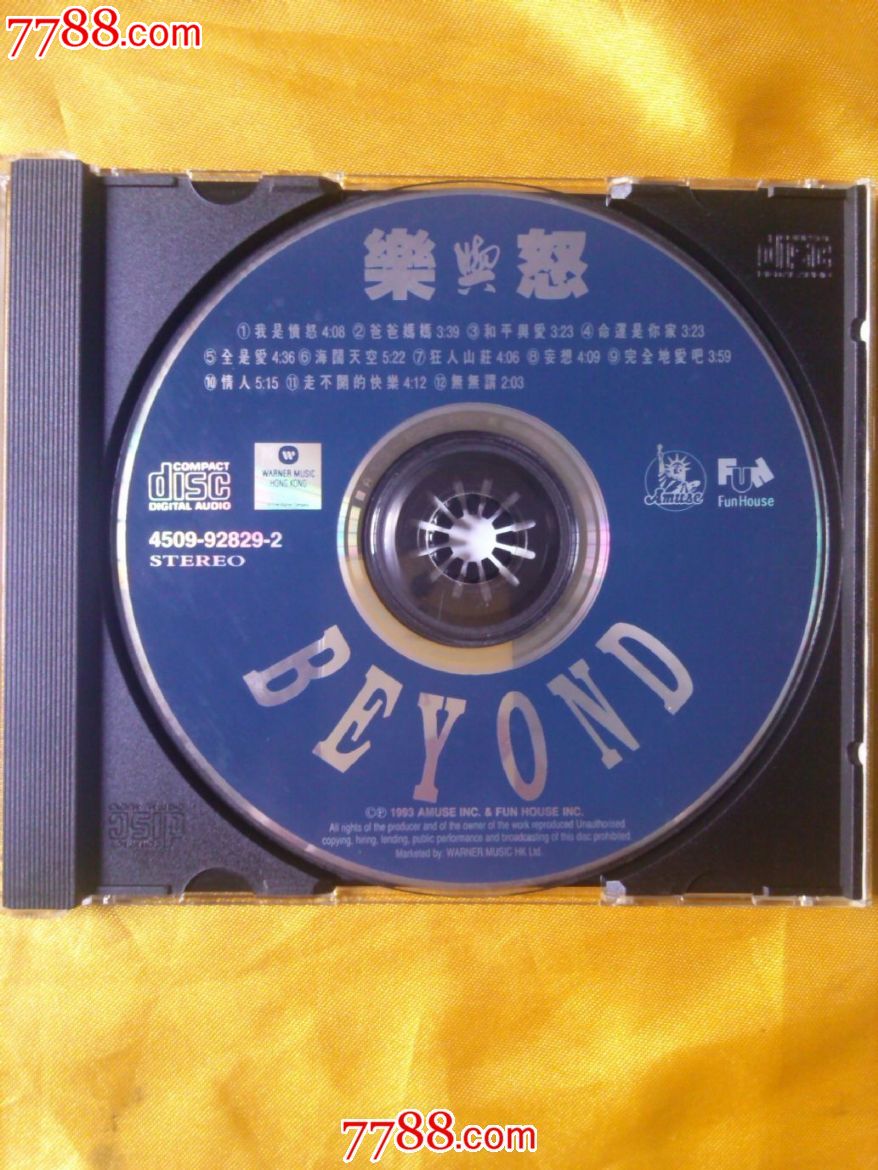 7788.com
樂與怒
①我是憤怒 4:08 ②爸爸媽媽 3:39 ③和平與愛 3:23 ④命運是你家 3:23
⑤全是愛 4:36 ⑥海闊天空 5:22 ⑦狂人山莊 4:06 ⑧妄想 4:09 ⑨完全地愛吧 3:59
⑩情人 5:15 ⑪走不開的快樂 4:12 ⑫無無謂 2:03
COMPACT
disc
DIGITAL AUDIO
WARNER MUSIC
HONG KONG
Amuse
FUN
Fun House
4509-92829-2
STEREO
BEYOND
©℗ 1993 AMUSE INC. & FUN HOUSE INC.
All rights of the producer and of the owner of the work reproduced Unauthorised
copying, hiring, lending, public performance and broadcasting of this disc prohibited
Marketed by: WARNER MUSIC HK Ltd.
7788.com